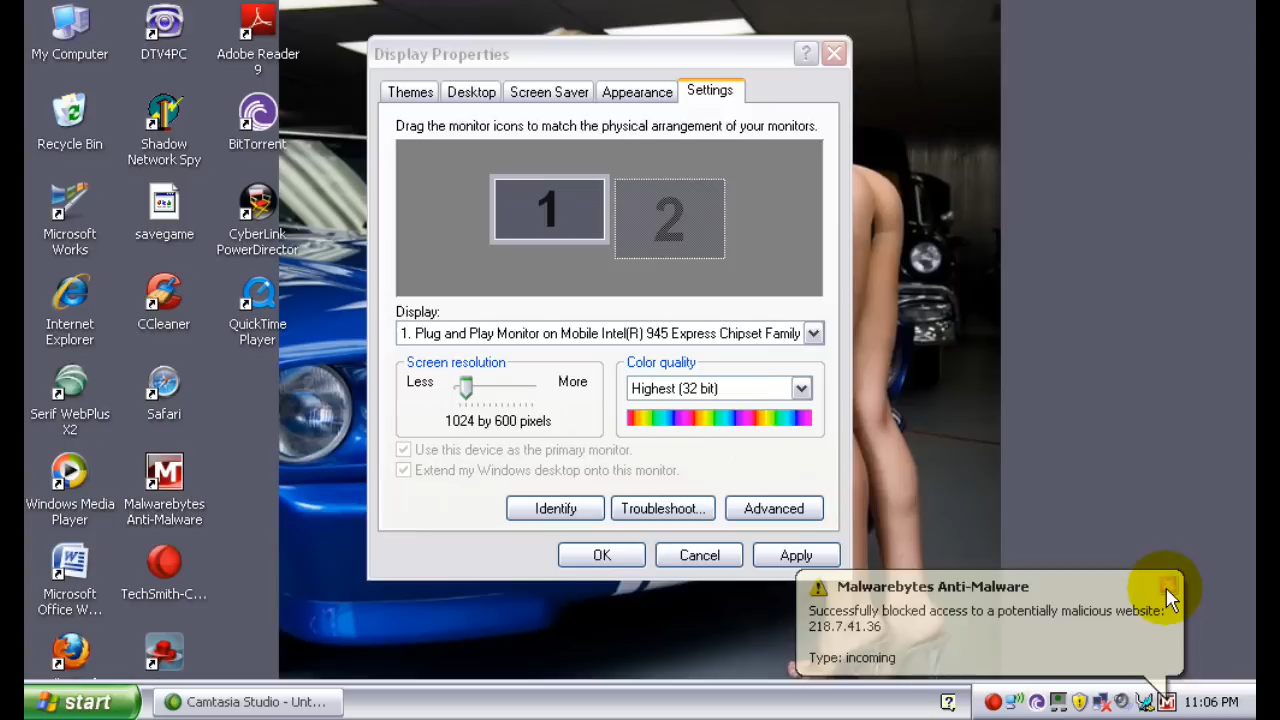 My Computer
DTV4PC
Adobe Reader
9
Recycle Bin
Shadow
Network Spy
BitTorrent
Microsoft
Works
savegame
CyberLink
PowerDirector
Internet
Explorer
CCleaner
QuickTime
Player
Serif WebPlus
X2
Safari
Windows Media
Player
Malwarebytes
Anti-Malware
Microsoft
Office W...
TechSmith-C...
Display Properties
Themes
Desktop
Screen Saver
Appearance
Settings
Drag the monitor icons to match the physical arrangement of your monitors.
1
2
Display:
1. Plug and Play Monitor on Mobile Intel(R) 945 Express Chipset Family
Screen resolution
Less
More
1024 by 600 pixels
Color quality
Highest (32 bit)
Use this device as the primary monitor.
Extend my Windows desktop onto this monitor.
Identify
Troubleshoot...
Advanced
OK
Cancel
Apply
Malwarebytes Anti-Malware
Successfully blocked access to a potentially malicious website:
218.7.41.36
Type: incoming
start
Camtasia Studio - Unt...
11:06 PM